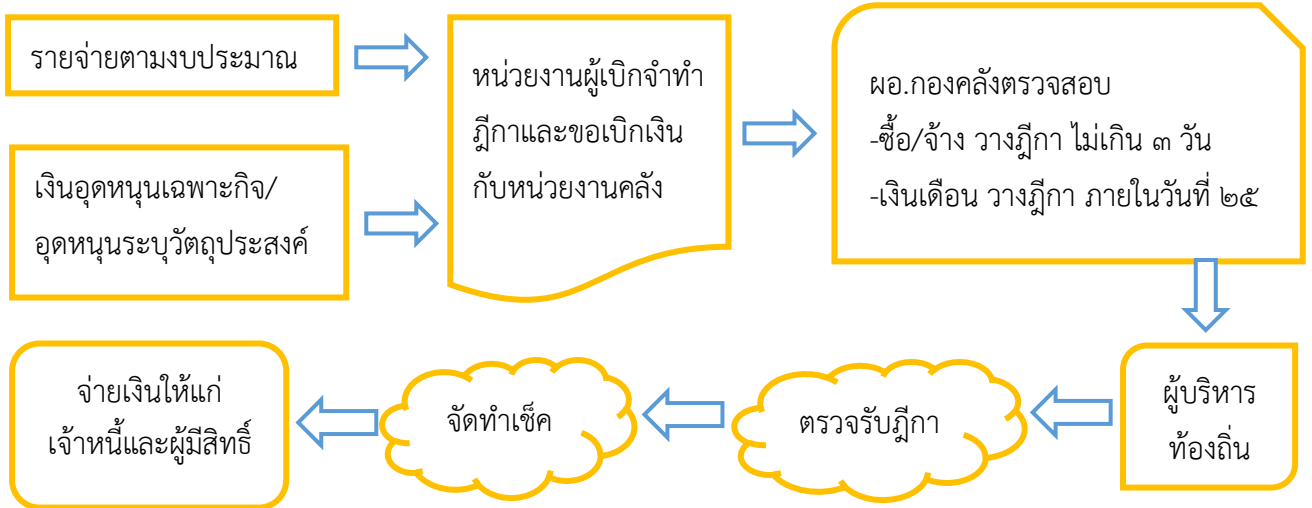 รายจ่ายตามงบประมาณ
เงินอุดหนุนเฉพาะกิจ/
อุดหนุนระบุวัตถุประสงค์
หน่วยงานผู้เบิกจำทำ
ฎีกาและขอเบิกเงิน
กับหน่วยงานคลัง
ผอ.กองคลังตรวจสอบ
-ซื้อ/จ้าง วางฎีกา ไม่เกิน ๓ วัน
-เงินเดือน วางฎีกา ภายในวันที่ ๒๕
ผู้บริหาร
ท้องถิ่น
ตรวจรับฎีกา
จัดทำเช็ค
จ่ายเงินให้แก่
เจ้าหนี้และผู้มีสิทธิ์